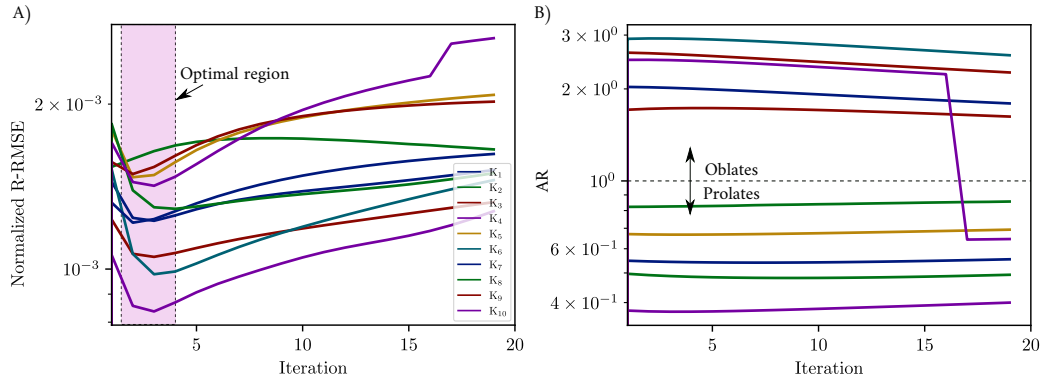 A)
Normalized R-RMSE
2 × 10⁻³
10⁻³
Optimal region
K₁
K₂
K₃
K₄
K₅
K₆
K₇
K₈
K₉
K₁₀
5
10
15
20
Iteration
B)
AR
3 × 10⁰
2 × 10⁰
10⁰
6 × 10⁻¹
4 × 10⁻¹
Oblates
Prolates
5
10
15
20
Iteration